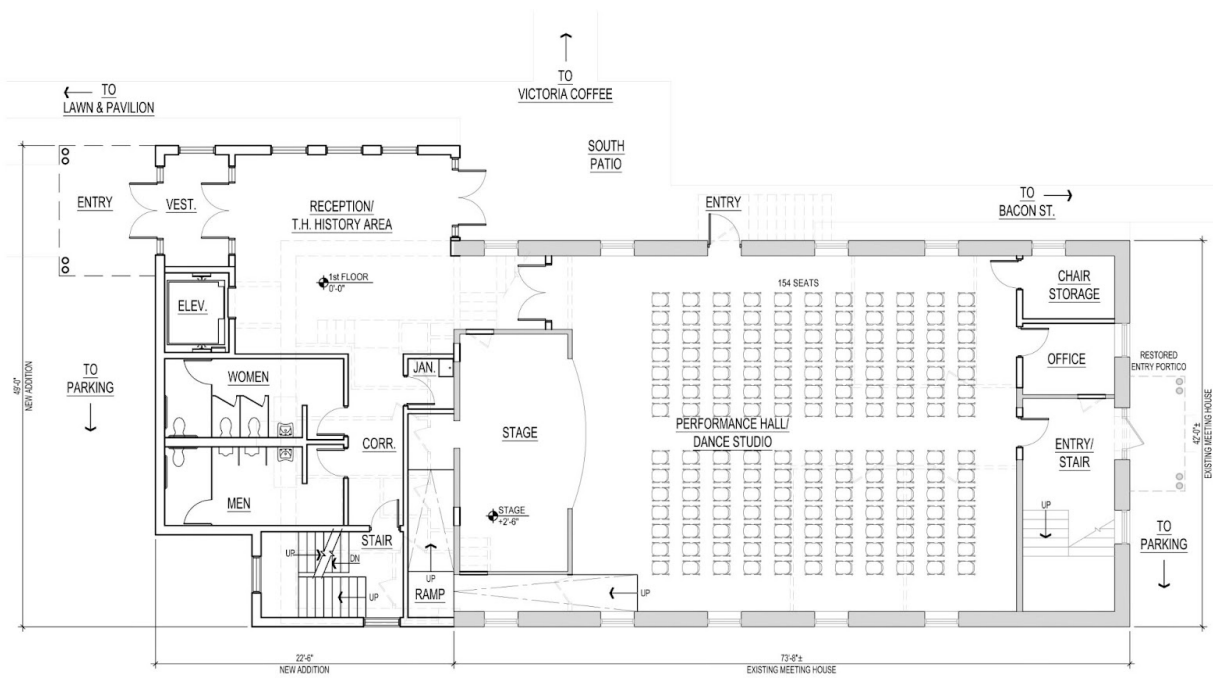 TO
VICTORIA COFFEE
TO
LAWN & PAVILION
SOUTH
PATIO
TO
BACON ST.
ENTRY
VEST.
RECEPTION/
T.H. HISTORY AREA
ENTRY
1st FLOOR
0'-0"
154 SEATS
CHAIR
STORAGE
ELEV.
OFFICE
RESTORED
ENTRY PORTICO
49'-0"
NEW ADDITION
TO
PARKING
WOMEN
JAN.
STAGE
PERFORMANCE HALL/
DANCE STUDIO
CORR.
ENTRY/
STAIR
42'-0"±
EXISTING MEETING HOUSE
MEN
STAGE
+2'-6"
UP
TO
PARKING
STAIR
UP
DN
UP
UP
RAMP
UP
22'-6"
NEW ADDITION
73'-8"±
EXISTING MEETING HOUSE